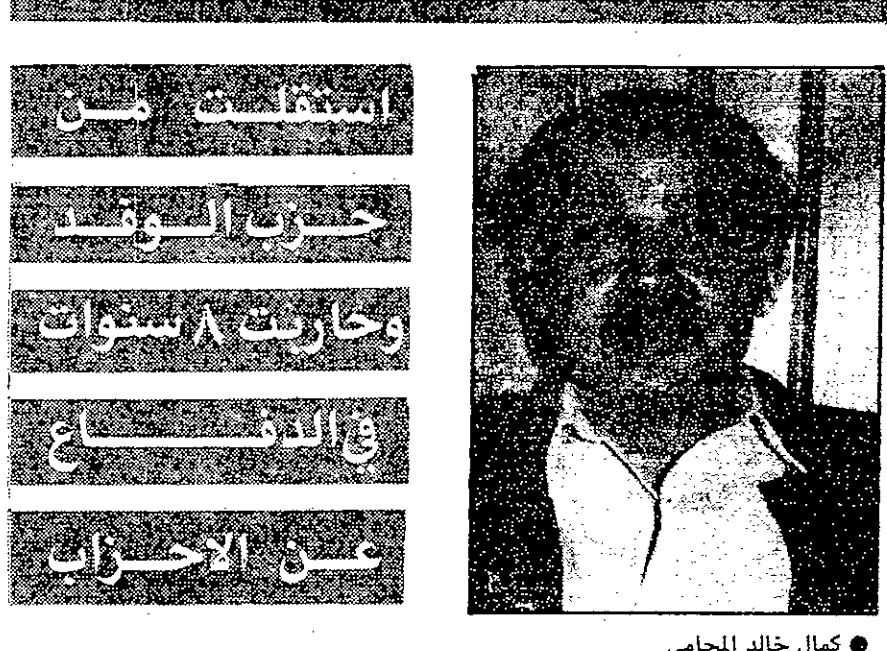 استقلت من
حزب الوفد
وحاربت ٨ سنوات
في الدفاع
عن الاحزاب
● كمال خالد المحامي